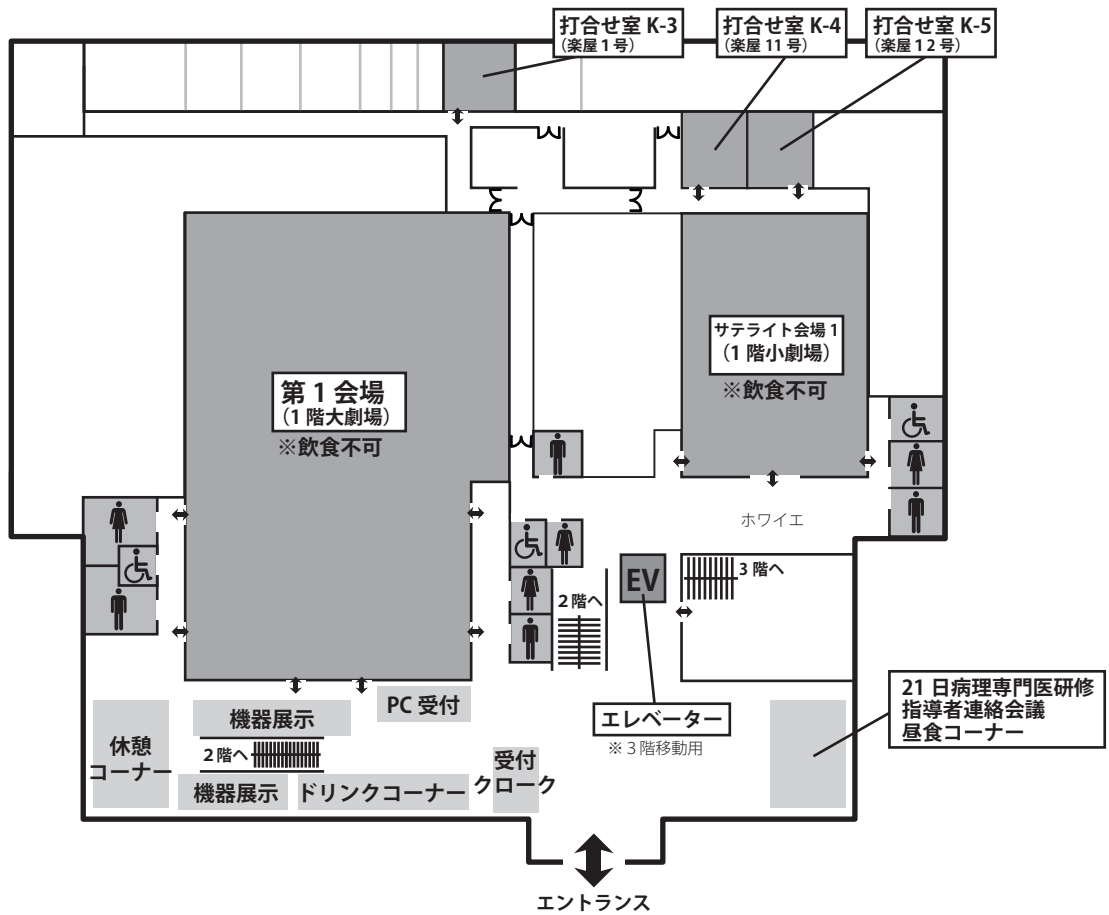 打合せ室 K-3
（楽屋 1 号）
打合せ室 K-4
（楽屋 11 号）
打合せ室 K-5
（楽屋 1 2 号）
サテライト会場 1
（1 階小劇場）
※飲食不可
第 1 会場
（1 階大劇場）
※飲食不可
ホワイエ
EV
3 階へ
2 階へ
21 日病理専門医研修
指導者連絡会議
昼食コーナー
エレベーター
※ 3 階移動用
PC 受付
機器展示
休憩
コーナー
2 階へ
受付
クローク
機器展示
ドリンクコーナー
エントランス